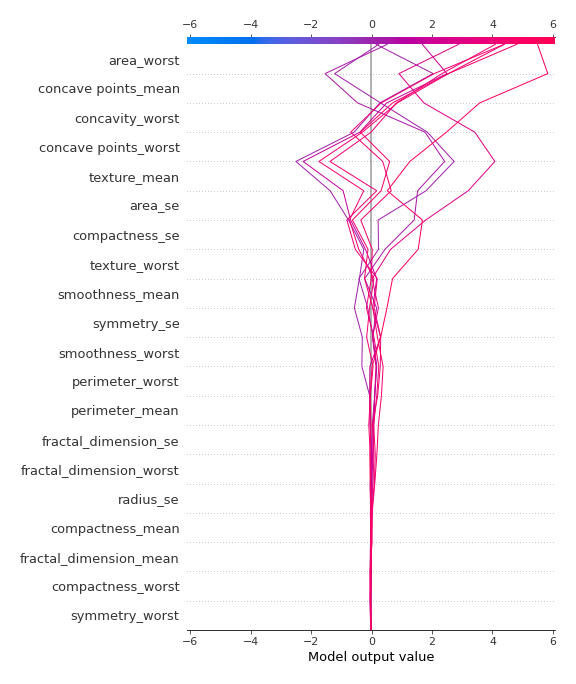 −6 −4 −2 0 2 4 6
area_worst
concave points_mean
concavity_worst
concave points_worst
texture_mean
area_se
compactness_se
texture_worst
smoothness_mean
symmetry_se
smoothness_worst
perimeter_worst
perimeter_mean
fractal_dimension_se
fractal_dimension_worst
radius_se
compactness_mean
fractal_dimension_mean
compactness_worst
symmetry_worst
−6 −4 −2 0 2 4 6
Model output value